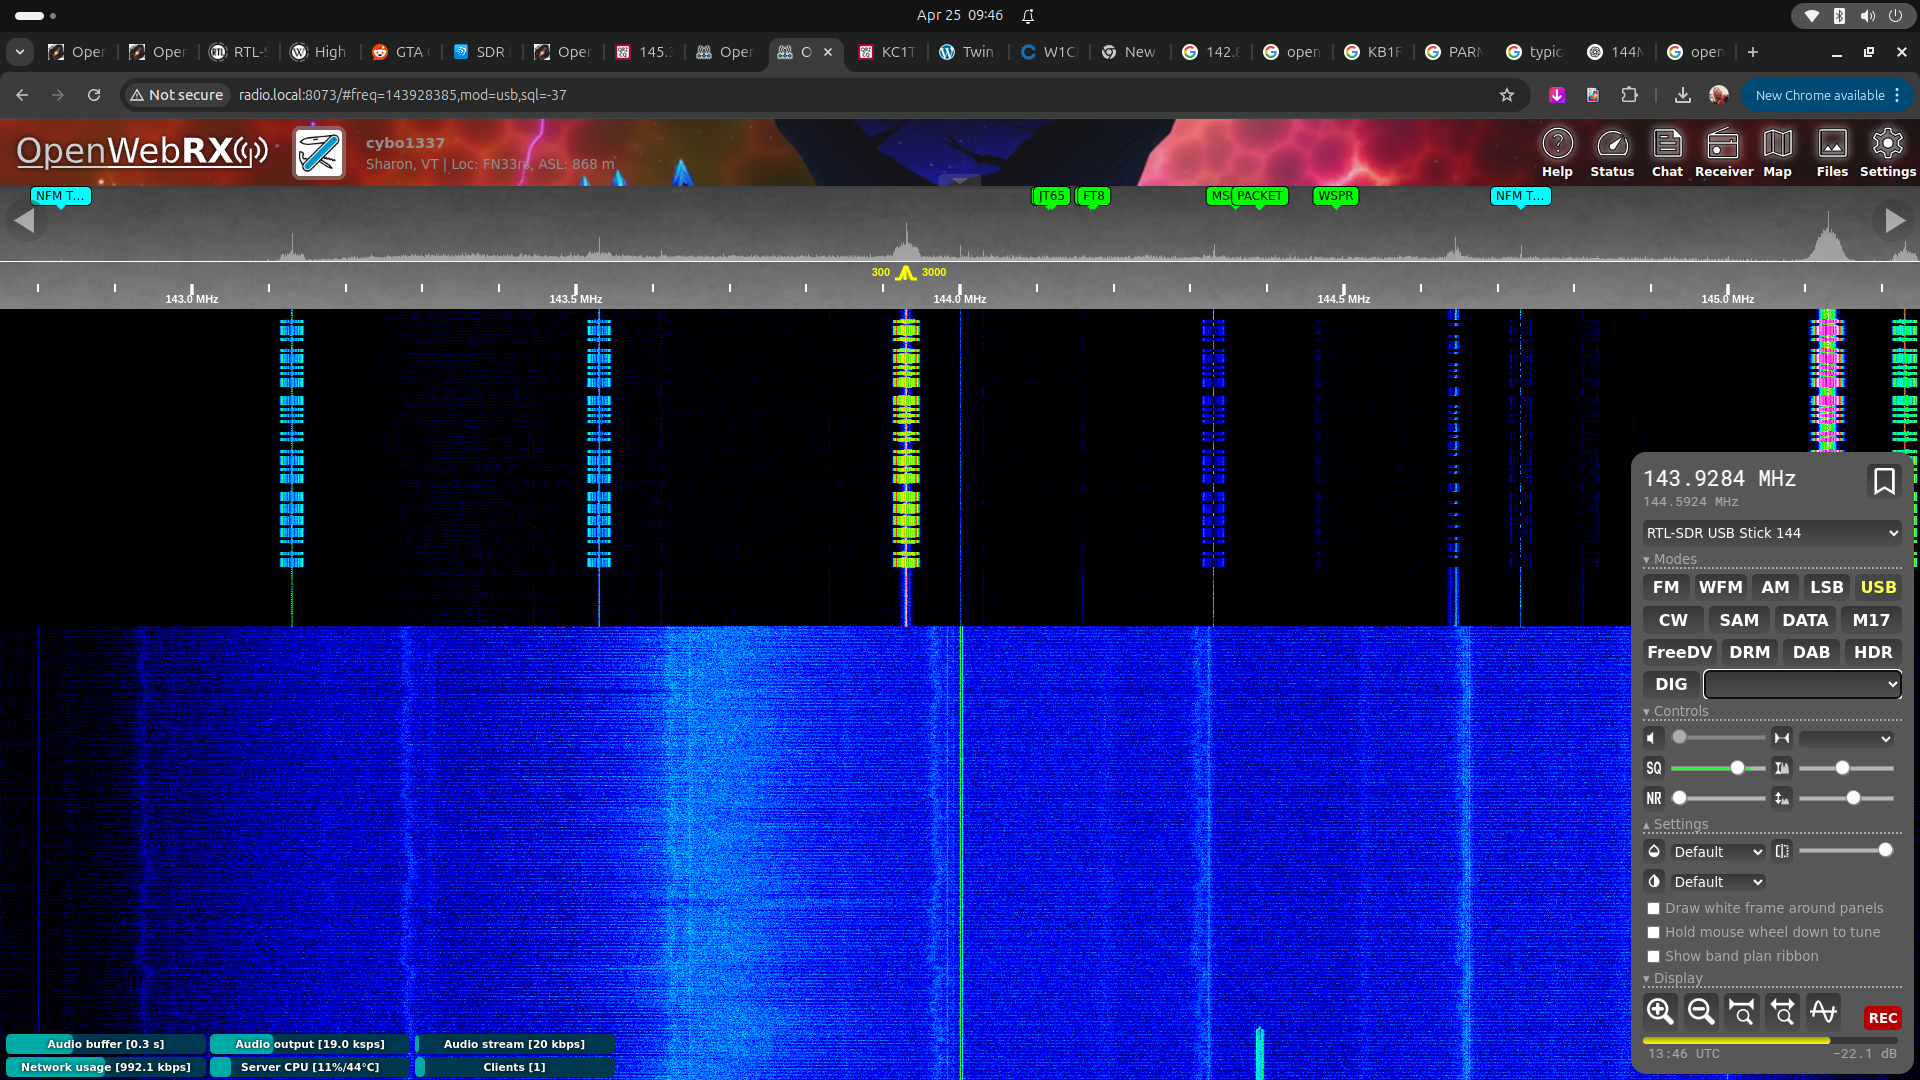 Apr 25 09:46
Oper
Oper
RTL-S
High
GTA
SDR
Oper
145.3
Oper
O
KC1T
Twin
W1C
New
142.8
open
KB1F
PARM
typic
144M
open
Not secure
radio.local:8073/#freq=143928385,mod=usb,sql=-37
New Chrome available
OpenWebRX
cybo1337
Sharon, VT | Loc: FN33rs, ASL: 868 m
Help
Status
Chat
Receiver
Map
Files
Settings
NFM T...
JT65
FT8
MS
PACKET
WSPR
NFM T...
300
3000
143.0 MHz
143.5 MHz
144.0 MHz
144.5 MHz
145.0 MHz
143.9284 MHz
144.5924 MHz
RTL-SDR USB Stick 144
▾ Modes
FM WFM AM LSB USB
CW SAM DATA M17
FreeDV DRM DAB HDR
DIG
▾ Controls
SQ
NR
▴ Settings
Default
Default
Draw white frame around panels
Hold mouse wheel down to tune
Show band plan ribbon
▾ Display
REC
13:46 UTC
-22.1 dB
Audio buffer [0.3 s]
Audio output [19.0 ksps]
Audio stream [20 kbps]
Network usage [992.1 kbps]
Server CPU [11%/44°C]
Clients [1]